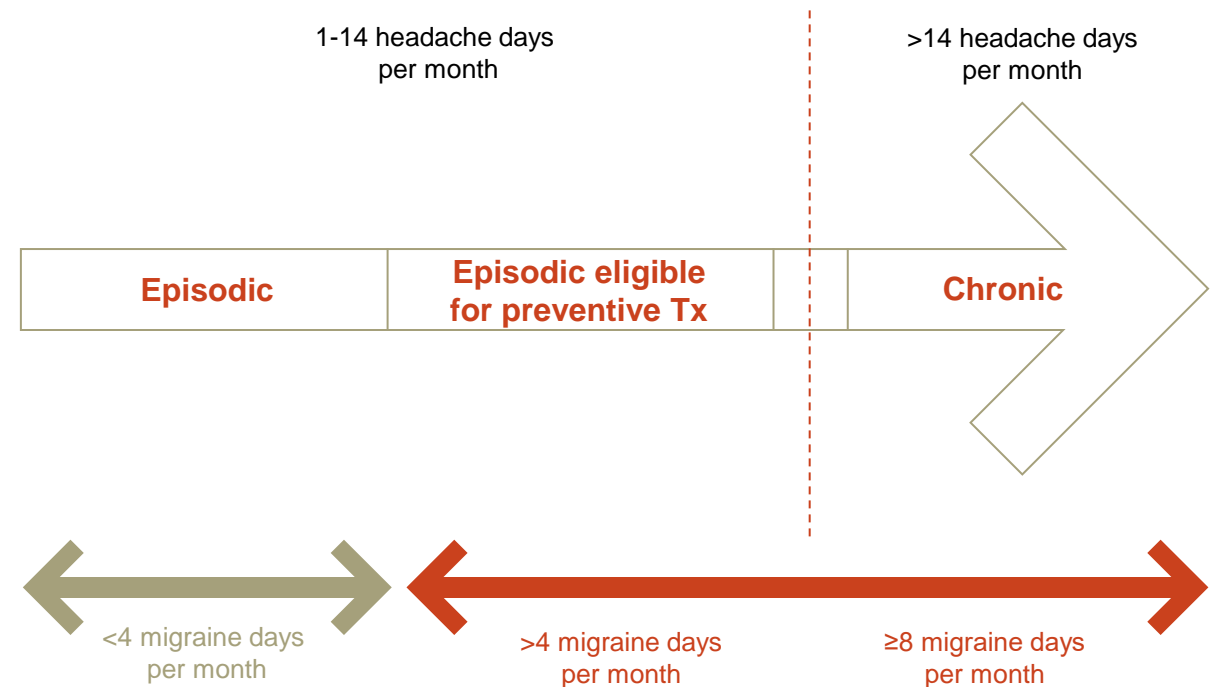 1-14 headache days
per month
>14 headache days
per month
Episodic
Episodic eligible
for preventive Tx
Chronic
<4 migraine days
per month
>4 migraine days
per month
≥8 migraine days
per month